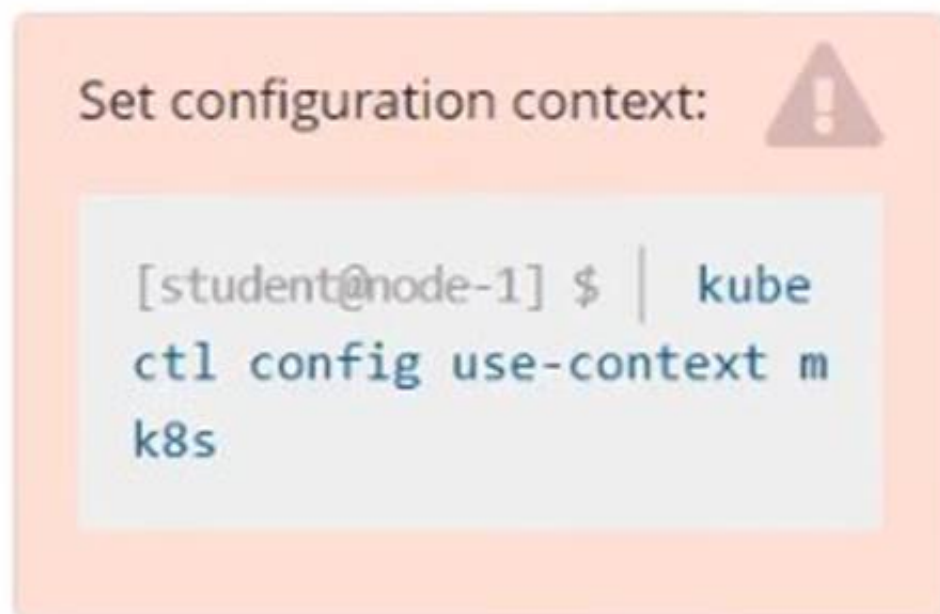 Set configuration context:
[student@node-1] $ | kube
ctl config use-context m
k8s